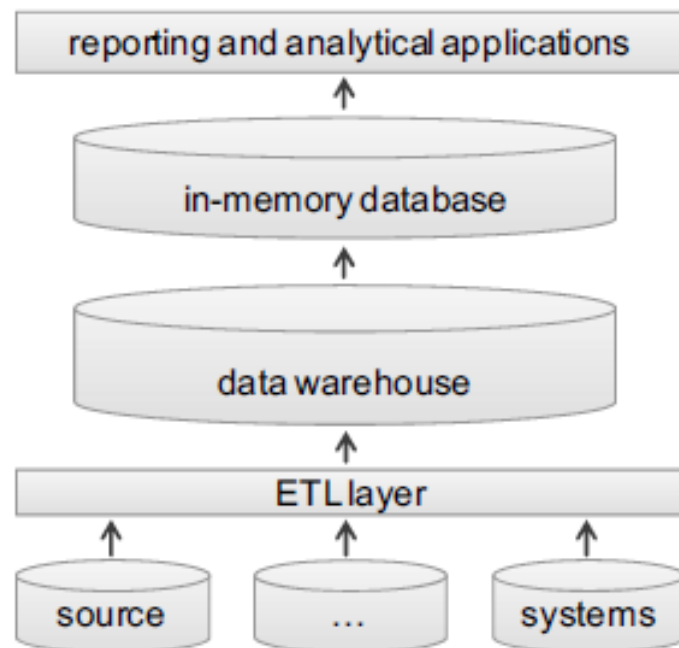 reporting and analytical applications
in-memory database
data warehouse
ETL layer
source
...
systems